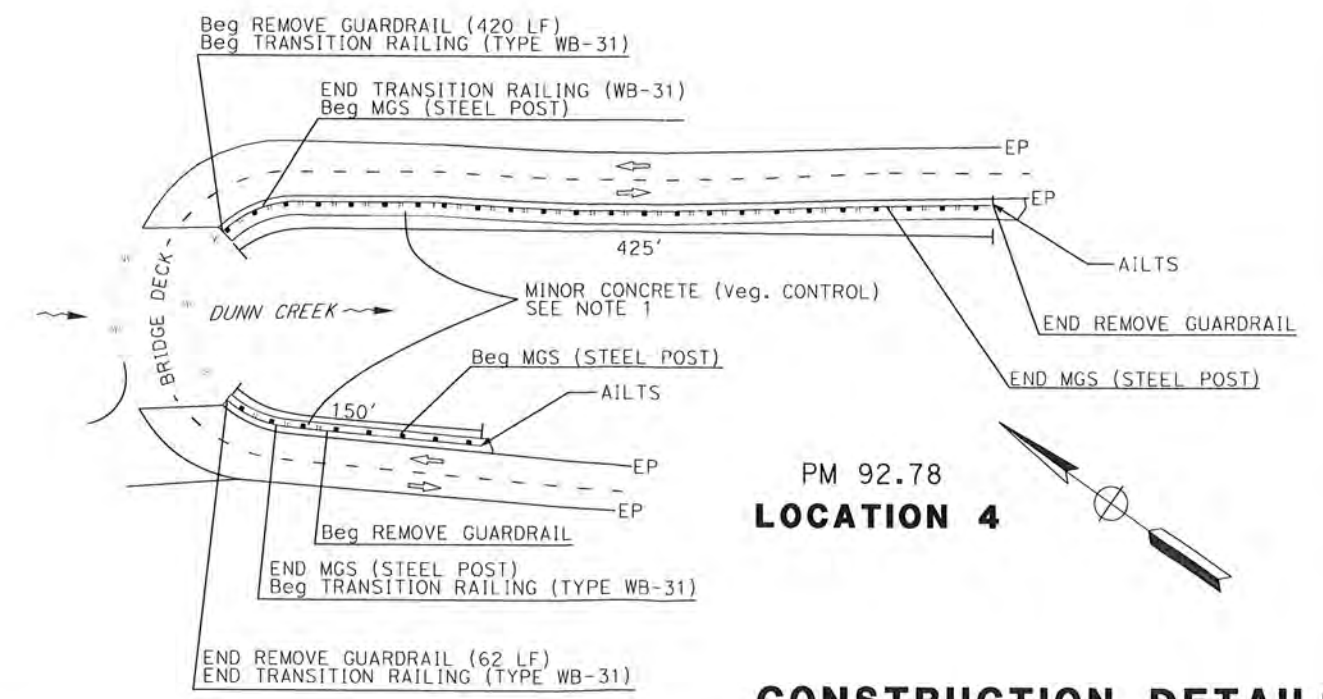 Beg REMOVE GUARDRAIL (420 LF)
Beg TRANSITION RAILING (TYPE WB-31)
END TRANSITION RAILING (WB-31)
Beg MGS (STEEL POST)
EP
EP
425'
AILTS
BRIDGE DECK
DUNN CREEK
MINOR CONCRETE (Veg. CONTROL)
SEE NOTE 1
END REMOVE GUARDRAIL
Beg MGS (STEEL POST)
END MGS (STEEL POST)
AILTS
150'
EP
EP
PM 92.78
LOCATION 4
Beg REMOVE GUARDRAIL
END MGS (STEEL POST)
Beg TRANSITION RAILING (TYPE WB-31)
END REMOVE GUARDRAIL (62 LF)
END TRANSITION RAILING (TYPE WB-31)
CONSTRUCTION DETAIL